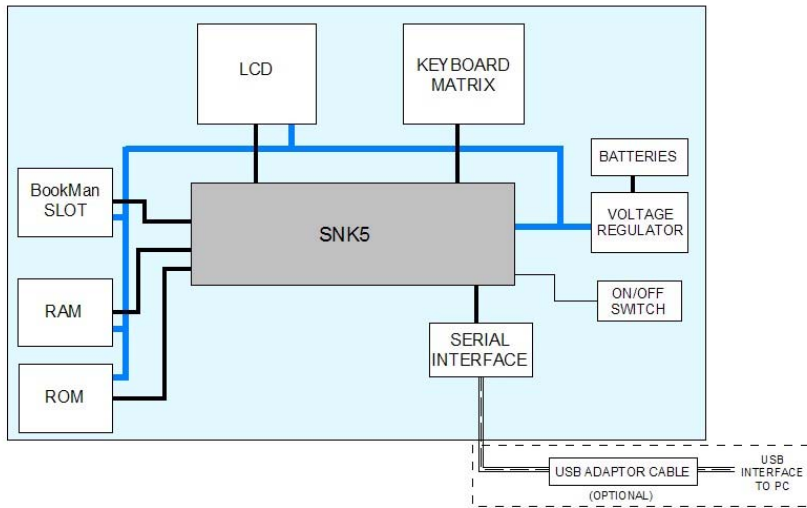 LCD
KEYBOARD
MATRIX
BATTERIES
BookMan
SLOT
VOLTAGE
REGULATOR
SNK5
RAM
ON/OFF
SWITCH
SERIAL
INTERFACE
ROM
USB ADAPTOR CABLE
(OPTIONAL)
USB
INTERFACE
TO PC